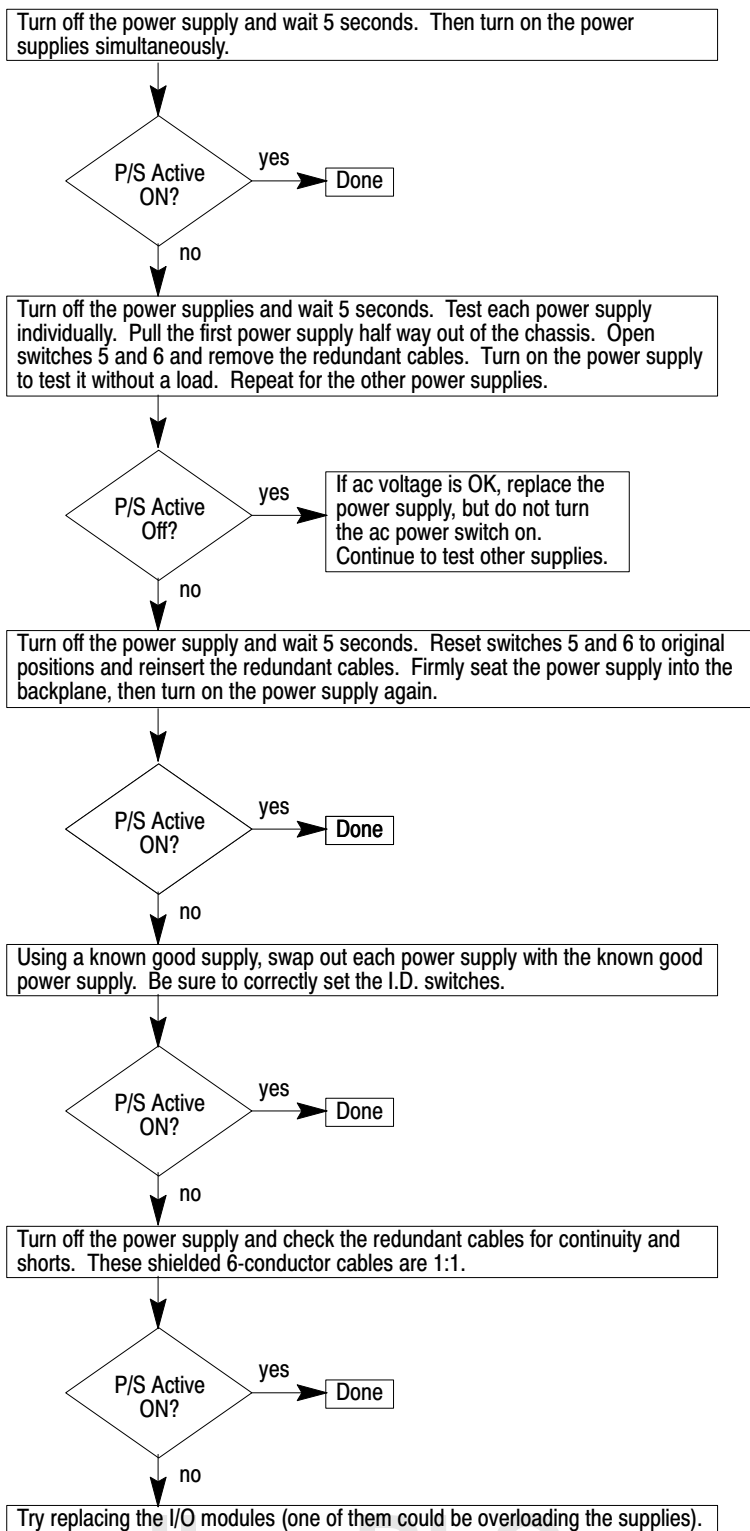 Turn off the power supply and wait 5 seconds. Then turn on the power
supplies simultaneously.
P/S Active
ON?
yes
Done
no
Turn off the power supplies and wait 5 seconds. Test each power supply
individually. Pull the first power supply half way out of the chassis. Open
switches 5 and 6 and remove the redundant cables. Turn on the power supply
to test it without a load. Repeat for the other power supplies.
P/S Active
Off?
yes
If ac voltage is OK, replace the
power supply, but do not turn
the ac power switch on.
Continue to test other supplies.
no
Turn off the power supply and wait 5 seconds. Reset switches 5 and 6 to original
positions and reinsert the redundant cables. Firmly seat the power supply into the
backplane, then turn on the power supply again.
P/S Active
ON?
yes
Done
no
Using a known good supply, swap out each power supply with the known good
power supply. Be sure to correctly set the I.D. switches.
P/S Active
ON?
yes
Done
no
Turn off the power supply and check the redundant cables for continuity and
shorts. These shielded 6-conductor cables are 1:1.
P/S Active
ON?
yes
Done
no
Try replacing the I/O modules (one of them could be overloading the supplies).